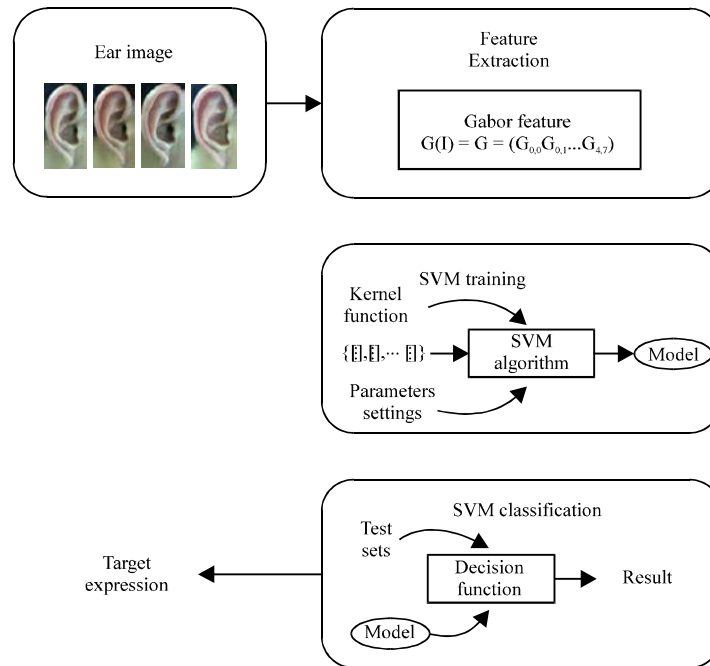 Ear image
Feature
Extraction
Gabor feature
G(I) = G = (G₀,₀G₀,₁...G₄,₇)
SVM training
Kernel
function
{[⋮],[⋮],··· [⋮]}
SVM
algorithm
Model
Parameters
settings
SVM classification
Test
sets
Decision
function
Result
Model
Target
expression